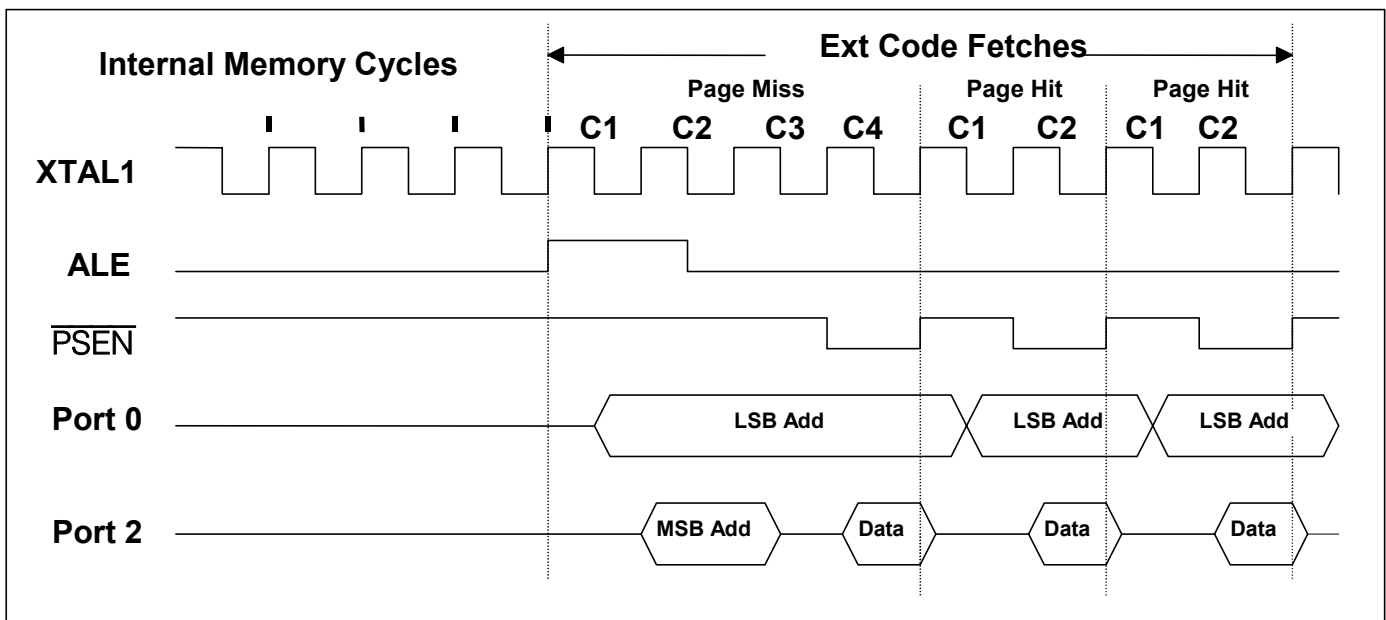 Internal Memory Cycles
Ext Code Fetches
Page Miss
Page Hit
Page Hit
C1 C2 C3 C4 C1 C2 C1 C2
XTAL1
ALE
PSEN
Port 0
LSB Add
LSB Add
LSB Add
Port 2
MSB Add
Data
Data
Data